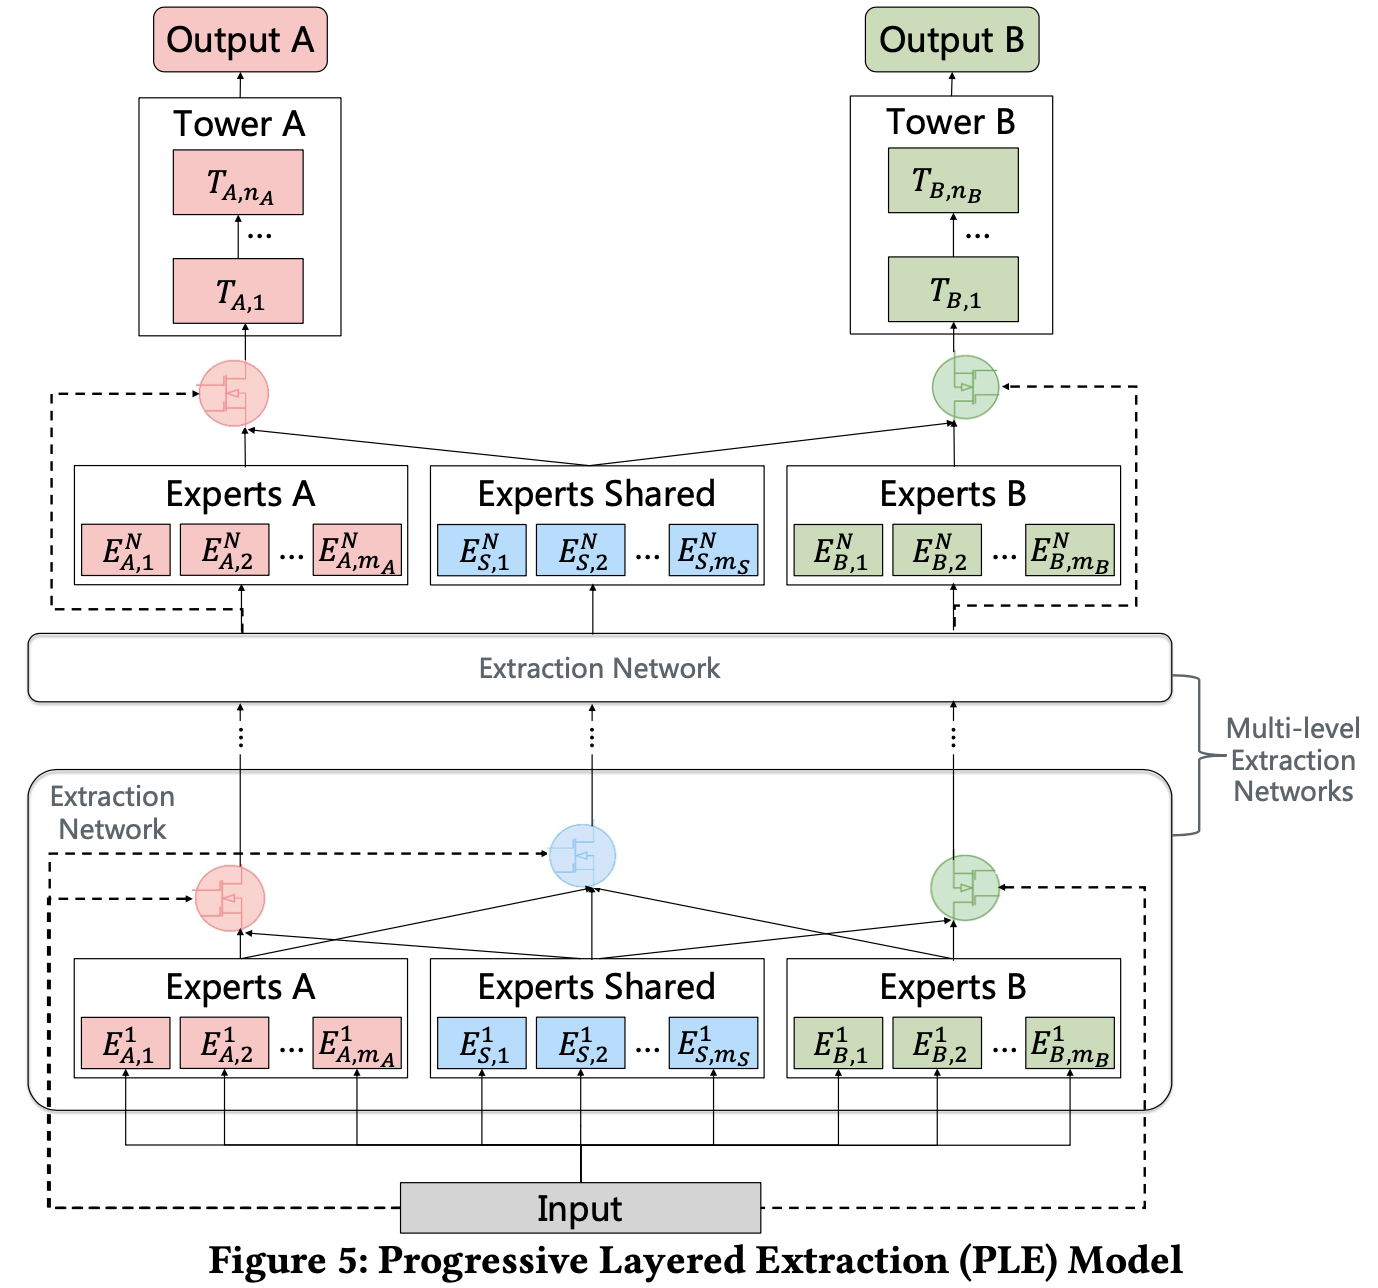 Output A
Output B
Tower A
Tower B
T_{A,n_A}
T_{B,n_B}
...
...
T_{A,1}
T_{B,1}
Experts A
Experts Shared
Experts B
E^N_{A,1} E^N_{A,2} ... E^N_{A,m_A}
E^N_{S,1} E^N_{S,2} ... E^N_{S,m_S}
E^N_{B,1} E^N_{B,2} ... E^N_{B,m_B}
Extraction Network
Multi-level
Extraction
Networks
Extraction
Network
Experts A
Experts Shared
Experts B
E^1_{A,1} E^1_{A,2} ... E^1_{A,m_A}
E^1_{S,1} E^1_{S,2} ... E^1_{S,m_S}
E^1_{B,1} E^1_{B,2} ... E^1_{B,m_B}
Input
Figure 5: Progressive Layered Extraction (PLE) Model